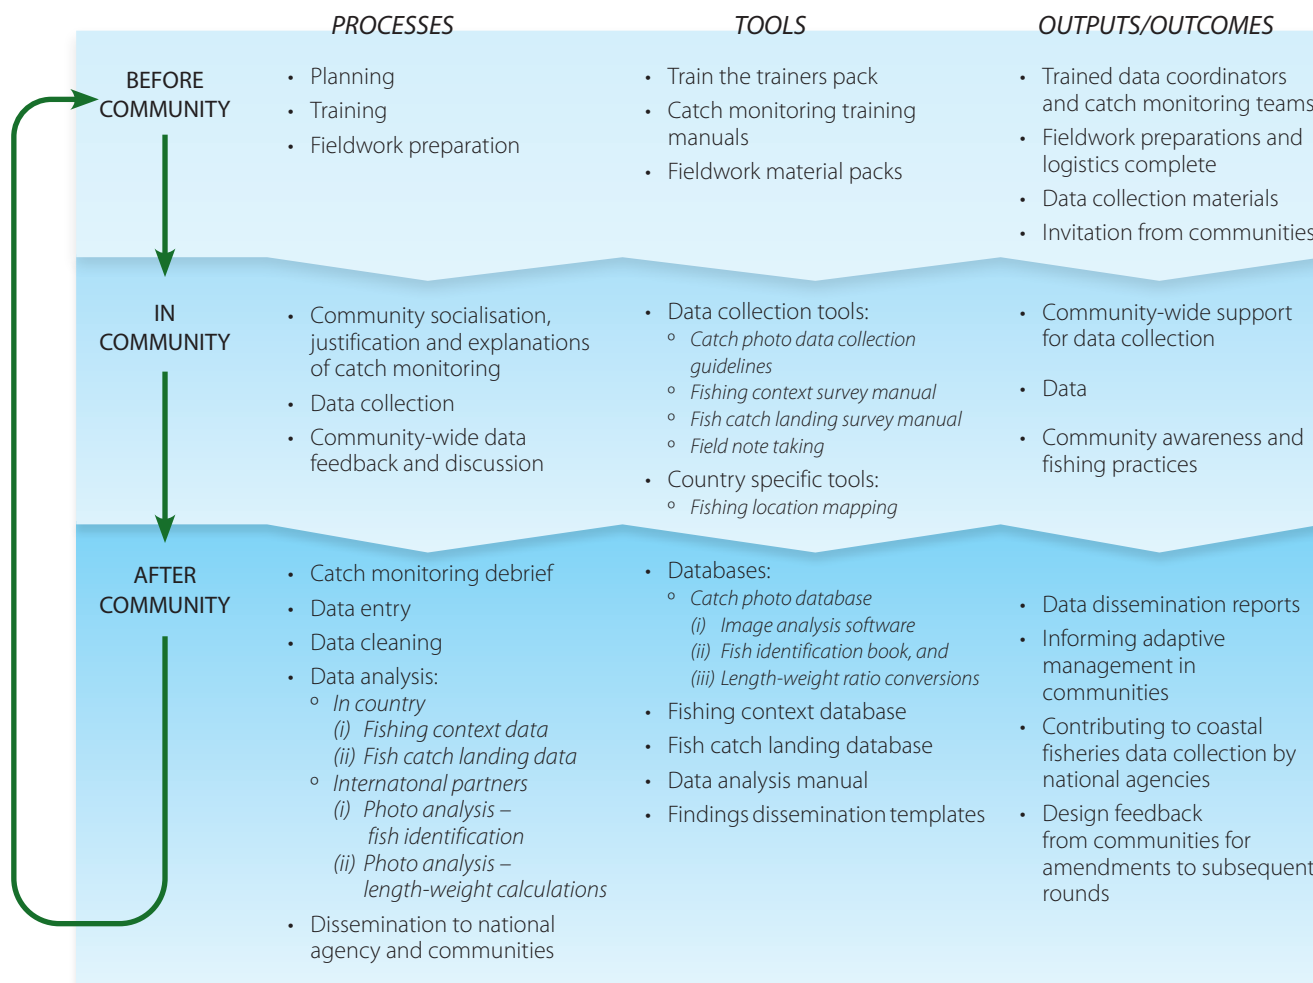 PROCESSES
TOOLS
OUTPUTS/OUTCOMES
BEFORE
COMMUNITY
• Planning
• Training
• Fieldwork preparation
• Train the trainers pack
• Catch monitoring training
manuals
• Fieldwork material packs
• Trained data coordinators
and catch monitoring teams
• Fieldwork preparations and
logistics complete
• Data collection materials
• Invitation from communities
IN
COMMUNITY
• Community socialisation,
justification and explanations
of catch monitoring
• Data collection
• Community-wide data
feedback and discussion
• Data collection tools:
o Catch photo data collection
guidelines
o Fishing context survey manual
o Fish catch landing survey manual
o Field note taking
• Country specific tools:
o Fishing location mapping
• Community-wide support
for data collection
• Data
• Community awareness and
fishing practices
AFTER
COMMUNITY
• Catch monitoring debrief
• Data entry
• Data cleaning
• Data analysis:
o In country
(i) Fishing context data
(ii) Fish catch landing data
o Internatonal partners
(i) Photo analysis –
fish identification
(ii) Photo analysis –
length-weight calculations
• Dissemination to national
agency and communities
• Databases:
o Catch photo database
(i) Image analysis software
(ii) Fish identification book, and
(iii) Length-weight ratio conversions
• Fishing context database
• Fish catch landing database
• Data analysis manual
• Findings dissemination templates
• Data dissemination reports
• Informing adaptive
management in
communities
• Contributing to coastal
fisheries data collection by
national agencies
• Design feedback
from communities for
amendments to subsequent
rounds